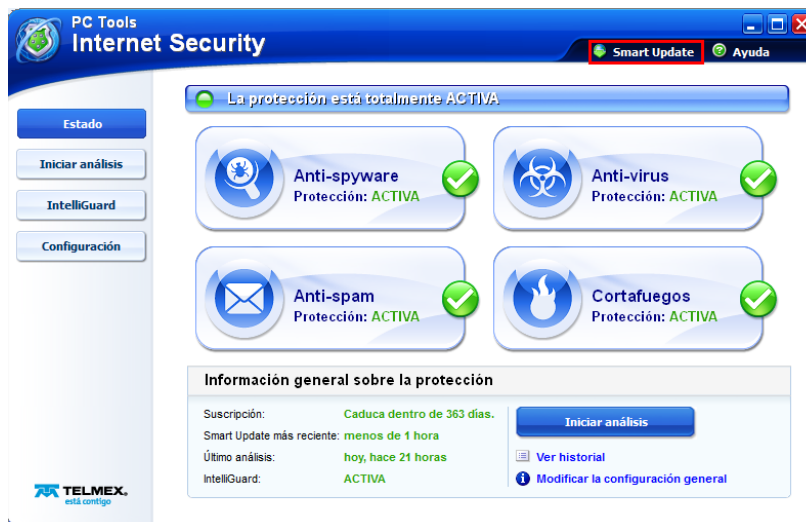 PC Tools
Internet Security
Smart Update
Ayuda
La protección está totalmente ACTIVA
Estado
Iniciar análisis
IntelliGuard
Configuración
Anti-spyware
Protección: ACTIVA
Anti-virus
Protección: ACTIVA
Anti-spam
Protección: ACTIVA
Cortafuegos
Protección: ACTIVA
Información general sobre la protección
Suscripción: Caduca dentro de 363 días.
Smart Update más reciente: menos de 1 hora
Último análisis: hoy, hace 21 horas
IntelliGuard: ACTIVA
Iniciar análisis
Ver historial
Modificar la configuración general
TELMEX.
está contigo